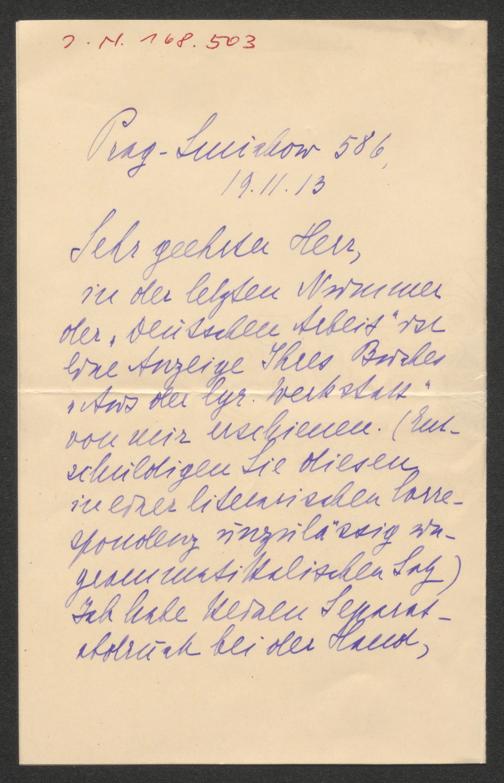 J. N. 168.503
Prag-Smichow 586,
19.11.13
Sehr geehrter Herr,
in der letzten Nummer
der „Deutschen Arbeit" ist
eine Anzeige Ihres Buches
„Aus der lyr. Werkstatt"
von mir erschienen. (Ent-
schuldigen Sie diesen
in einer literarischen Corre-
spondenz unzulässig un-
grammatikalischen Satz)
Ich habe keinen Separat-
abdruck bei der Hand,